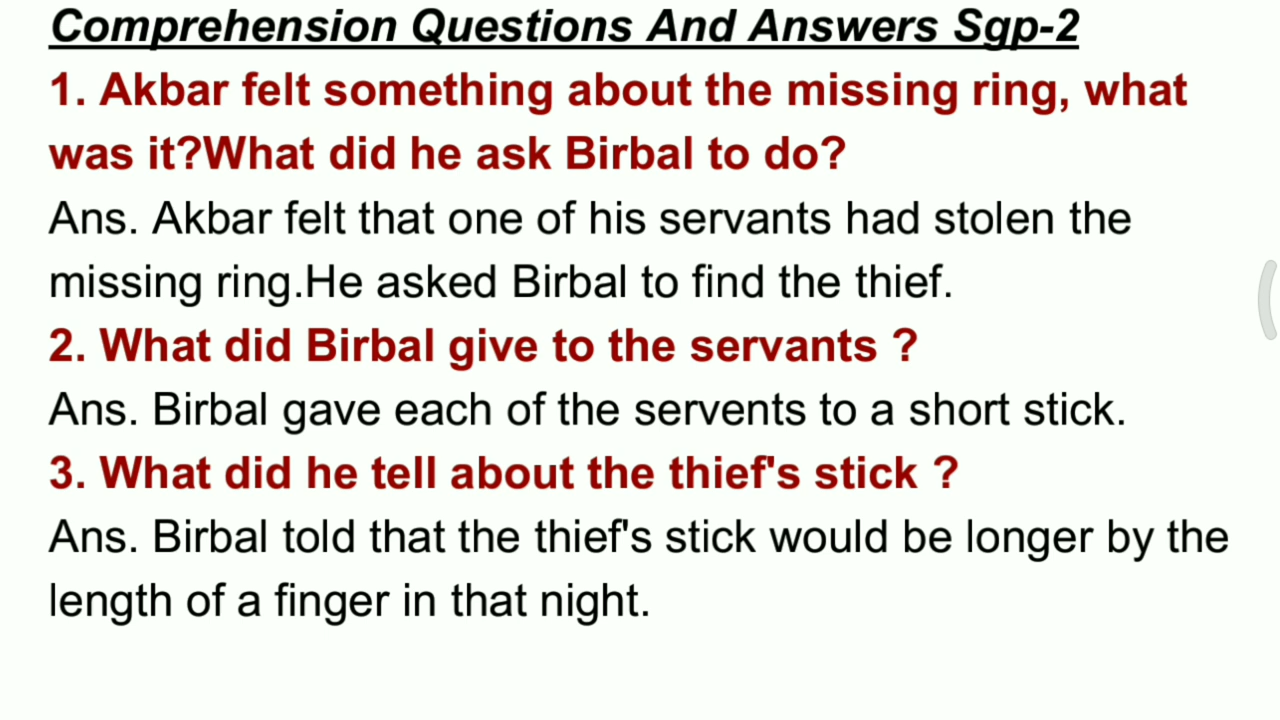 Comprehension Questions And Answers Sgp-2
1. Akbar felt something about the missing ring, what
was it?What did he ask Birbal to do?
Ans. Akbar felt that one of his servants had stolen the
missing ring.He asked Birbal to find the thief.
2. What did Birbal give to the servants ?
Ans. Birbal gave each of the servents to a short stick.
3. What did he tell about the thief's stick ?
Ans. Birbal told that the thief's stick would be longer by the
length of a finger in that night.